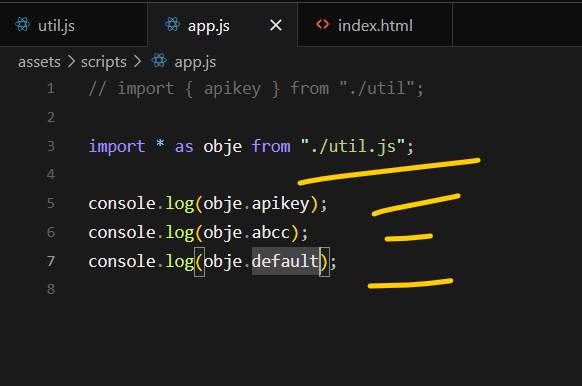 util.js
app.js
index.html
assets > scripts > app.js
1 // import { apikey } from "./util";
2
3 import * as obje from "./util.js";
4
5 console.log(obje.apikey);
6 console.log(obje.abcc);
7 console.log(obje.default);
8